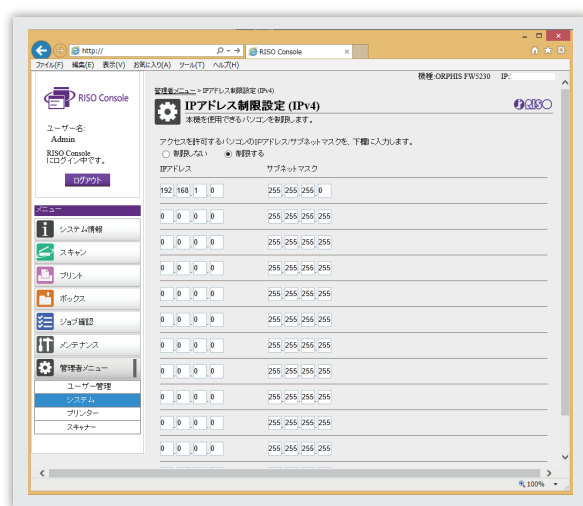 http://
RISO Console
ファイル(F) 編集(E) 表示(V) お気に入り(A) ツール(T) ヘルプ(H)
機種:ORPHIS FW5230 IP:
RISO Console
管理者メニュー > IPアドレス制限設定 (IPv4)
IPアドレス制限設定 (IPv4)
RISO
本機を使用できるパソコンを制限します。
ユーザー名:
Admin
RISO Console
にログイン中です。
ログアウト
アクセスを許可するパソコンのIPアドレス/サブネットマスクを、下欄に入力します。
制限しない 制限する
IPアドレス サブネットマスク
192 .168 .1 .0 255. 255. 255. 0
0 .0 .0 .0 255. 255. 255. 255
0 .0 .0 .0 255. 255. 255. 255
0 .0 .0 .0 255. 255. 255. 255
0 .0 .0 .0 255. 255. 255. 255
0 .0 .0 .0 255. 255. 255. 255
0 .0 .0 .0 255. 255. 255. 255
0 .0 .0 .0 255. 255. 255. 255
0 .0 .0 .0 255. 255. 255. 255
0 .0 .0 .0 255. 255. 255. 255
0 .0 .0 .0 255. 255. 255. 255
メニュー
システム情報
スキャン
プリント
ボックス
ジョブ確認
メンテナンス
管理者メニュー
ユーザー管理
システム
プリンター
スキャナー
100%